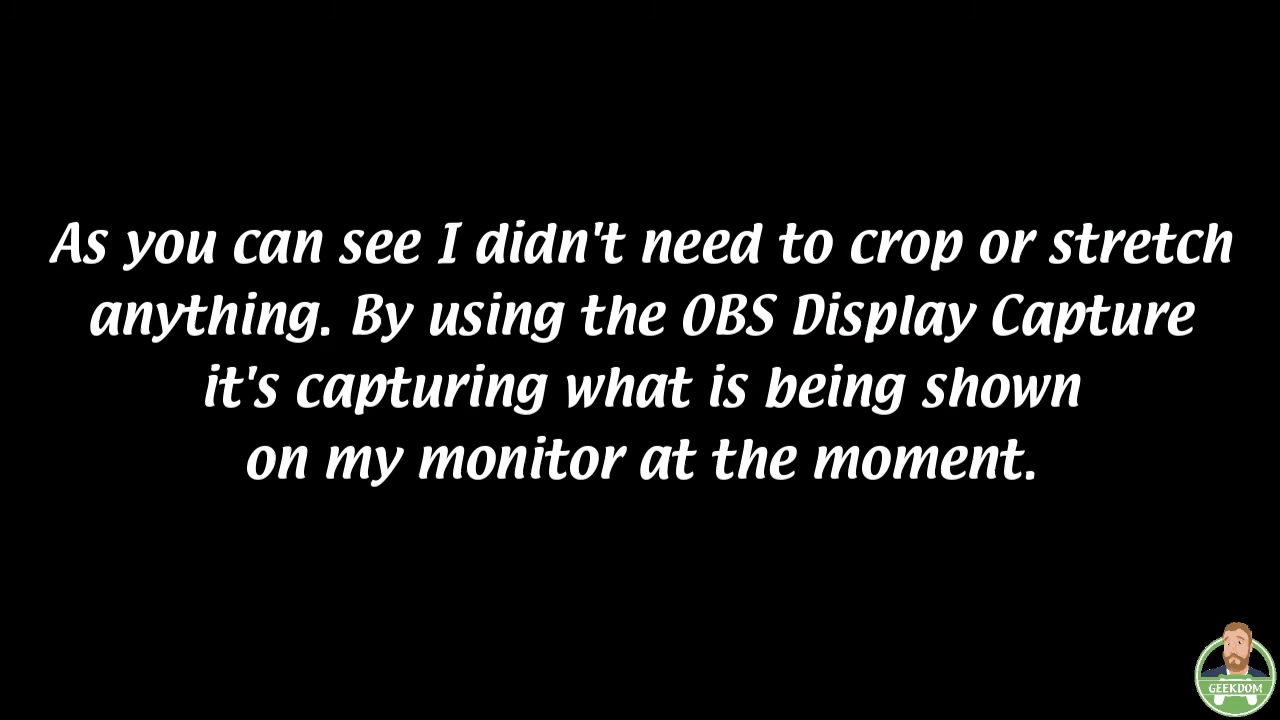 As you can see I didn't need to crop or stretch
anything. By using the OBS Display Capture
it's capturing what is being shown
on my monitor at the moment.
GEEKDOM